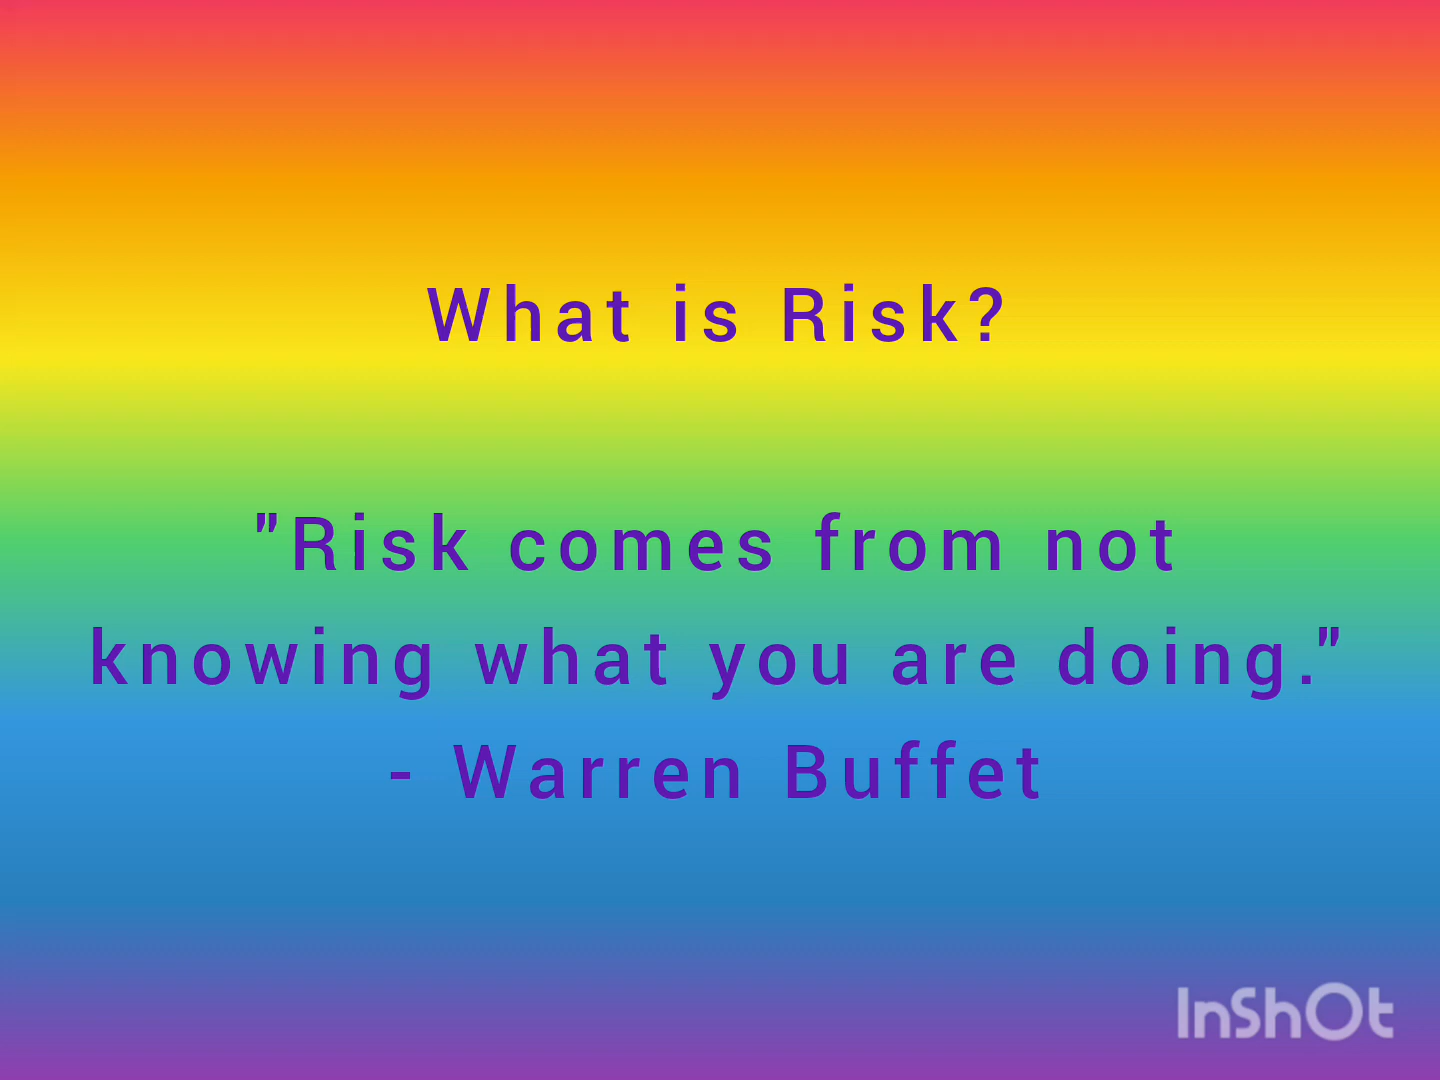 What is Risk?
"Risk comes from not
knowing what you are doing."
- Warren Buffet
InShOt